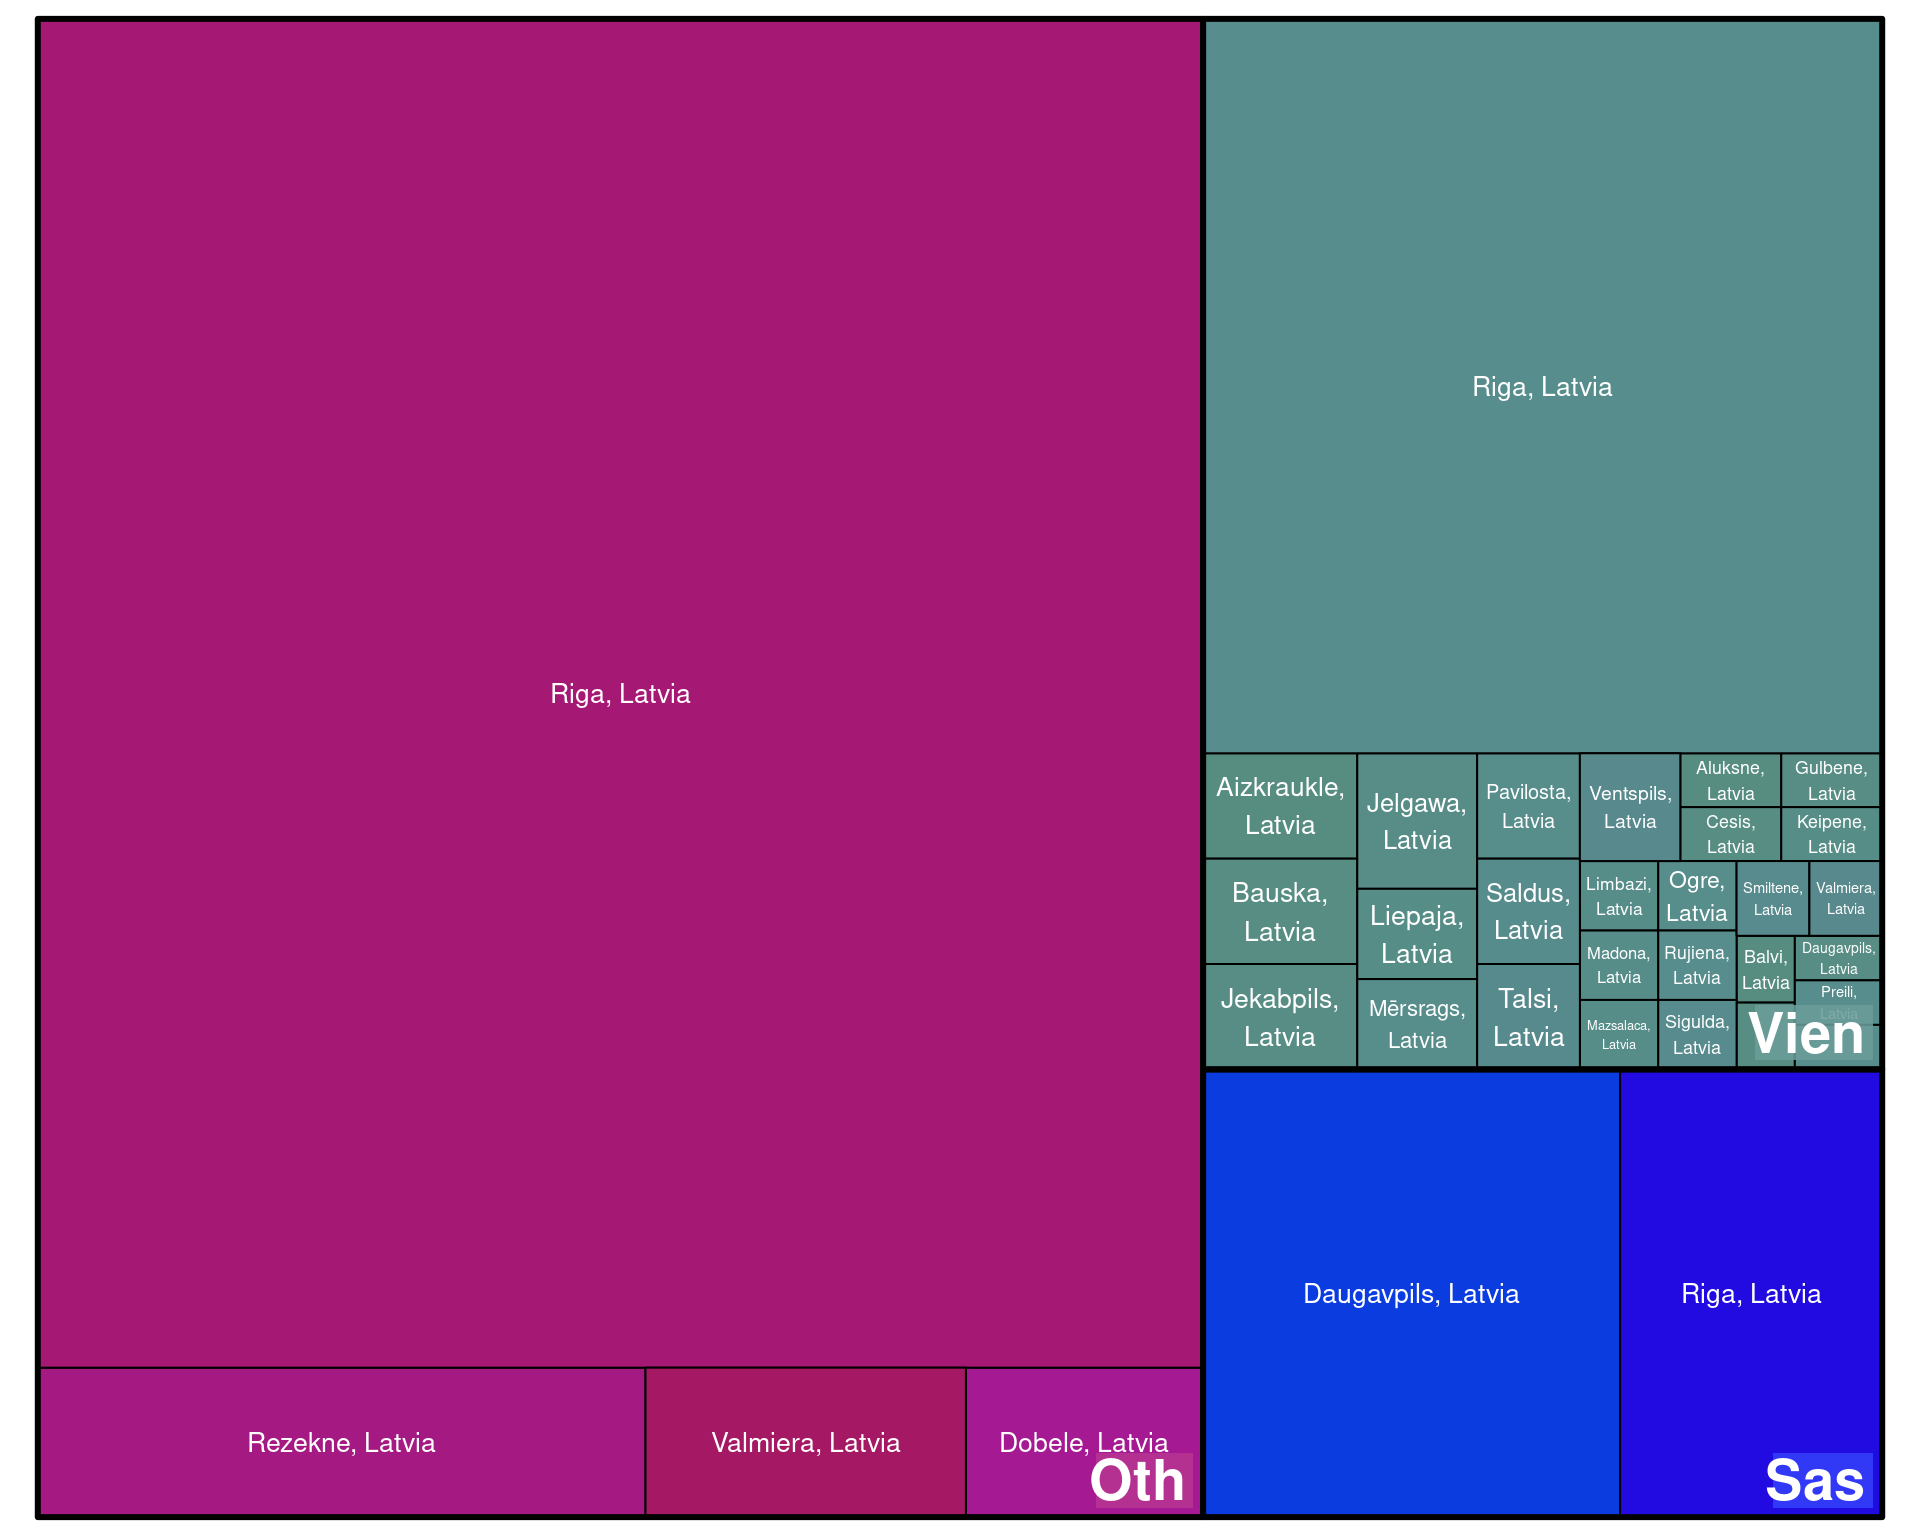 Riga, Latvia
Rezekne, Latvia
Valmiera, Latvia
Dobele, Latvia
Oth
Riga, Latvia
Aizkraukle,
Latvia
Bauska,
Latvia
Jekabpils,
Latvia
Jelgawa,
Latvia
Liepaja,
Latvia
Mērsrags,
Latvia
Pavilosta,
Latvia
Saldus,
Latvia
Talsi,
Latvia
Ventspils,
Latvia
Aluksne,
Latvia
Cesis,
Latvia
Gulbene,
Latvia
Keipene,
Latvia
Limbazi,
Latvia
Madona,
Latvia
Mazsalaca,
Latvia
Ogre,
Latvia
Rujiena,
Latvia
Sigulda,
Latvia
Smiltene,
Latvia
Valmiera,
Latvia
Balvi,
Latvia
Daugavpils,
Latvia
Preili,
Latvia
Vien
Daugavpils, Latvia
Riga, Latvia
Sas